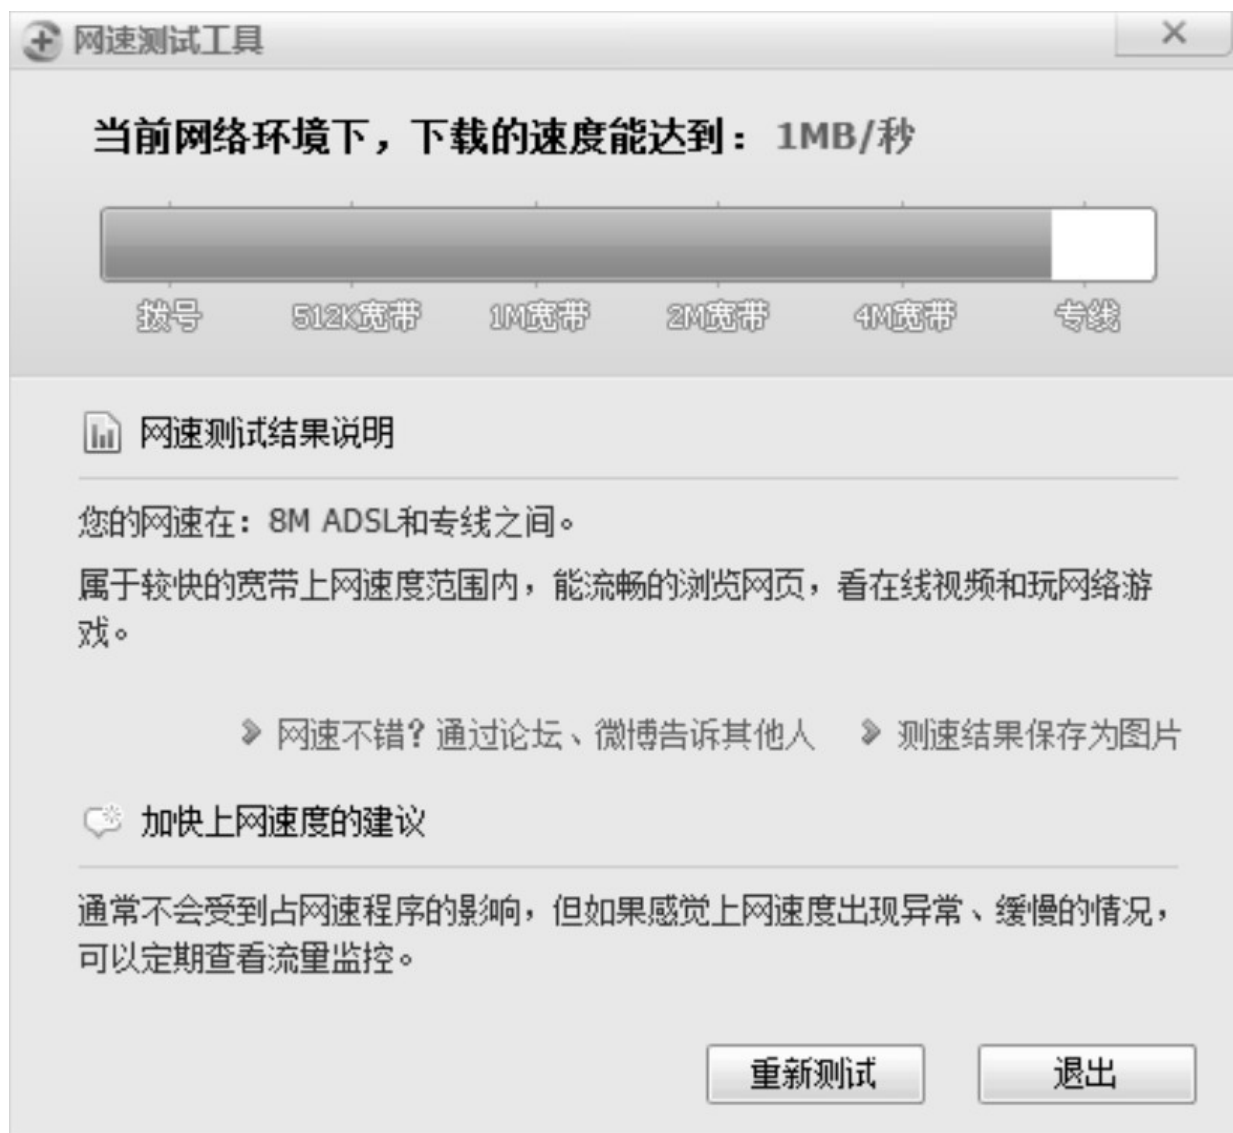 网速测试工具
当前网络环境下，下载的速度能达到：1MB/秒
拨号 512K宽带 1M宽带 2M宽带 4M宽带 专线
网速测试结果说明
您的网速在：8M ADSL和专线之间。
属于较快的宽带上网速度范围内，能流畅的浏览网页，看在线视频和玩网络游
戏。
网速不错？通过论坛、微博告诉其他人 测速结果保存为图片
加快上网速度的建议
通常不会受到占网速程序的影响，但如果感觉上网速度出现异常、缓慢的情况，
可以定期查看流量监控。
重新测试 退出